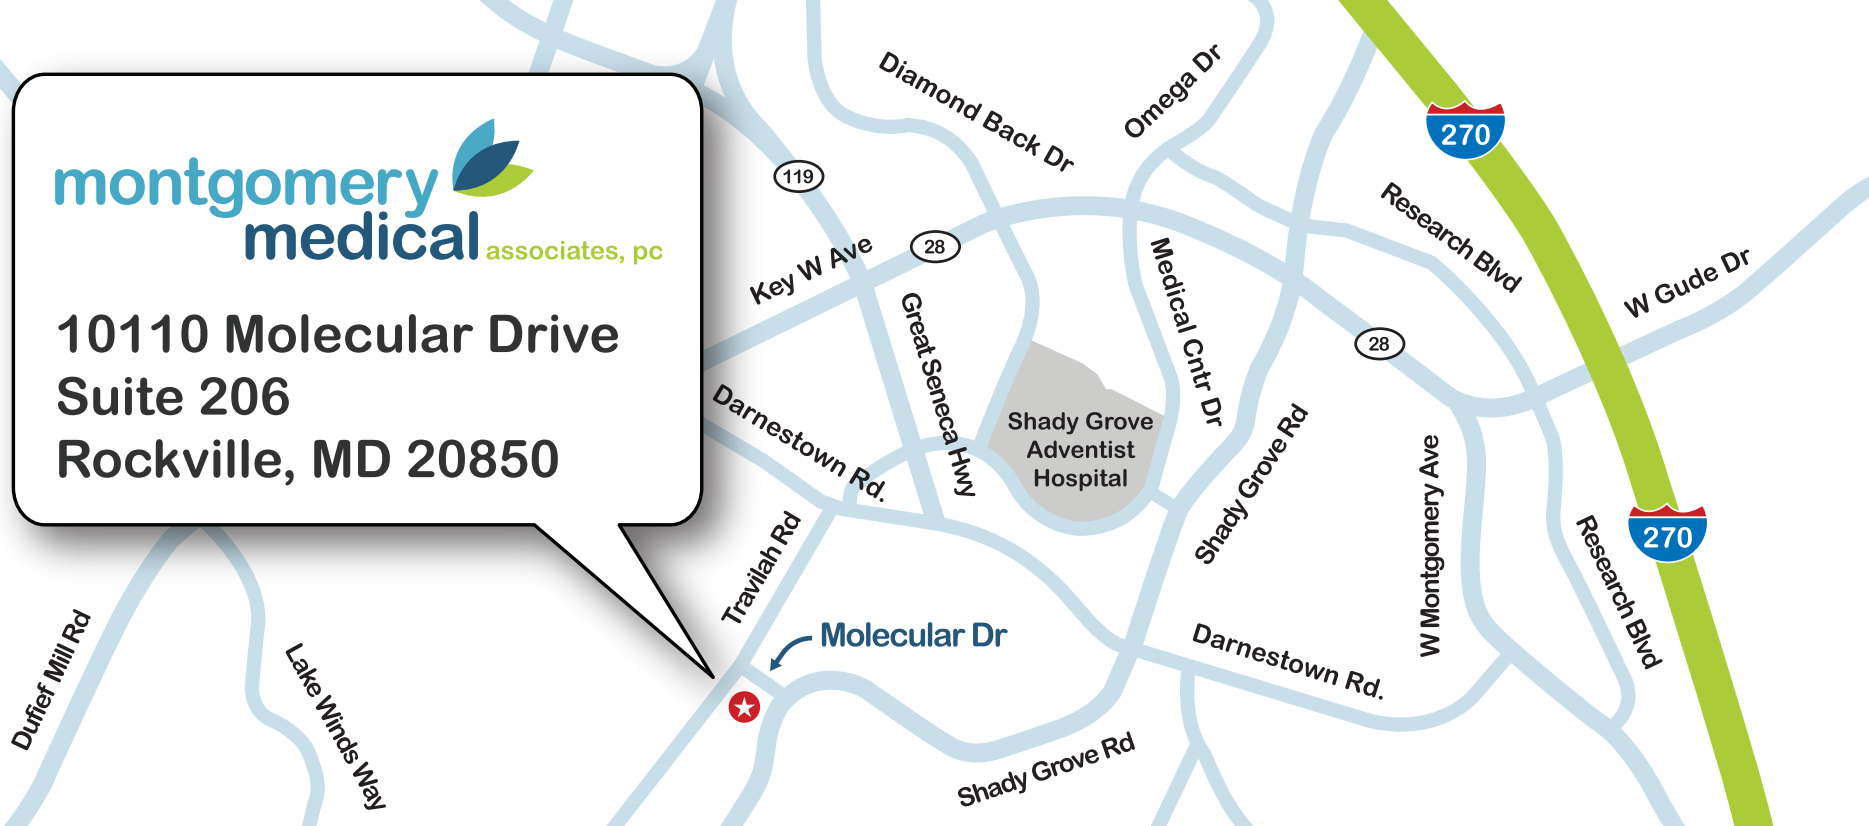 montgomery
medical associates, pc
10110 Molecular Drive
Suite 206
Rockville, MD 20850
Diamond Back Dr
Omega Dr
119
270
Key W Ave
28
Research Blvd
W Gude Dr
Medical Cntr Dr
Great Seneca Hwy
28
Darnestown Rd.
Shady Grove
Adventist
Hospital
Shady Grove Rd
W Montgomery Ave
Travilah Rd
270
Research Blvd
Molecular Dr
Darnestown Rd.
Dufief Mill Rd
Lake Winds Way
Shady Grove Rd